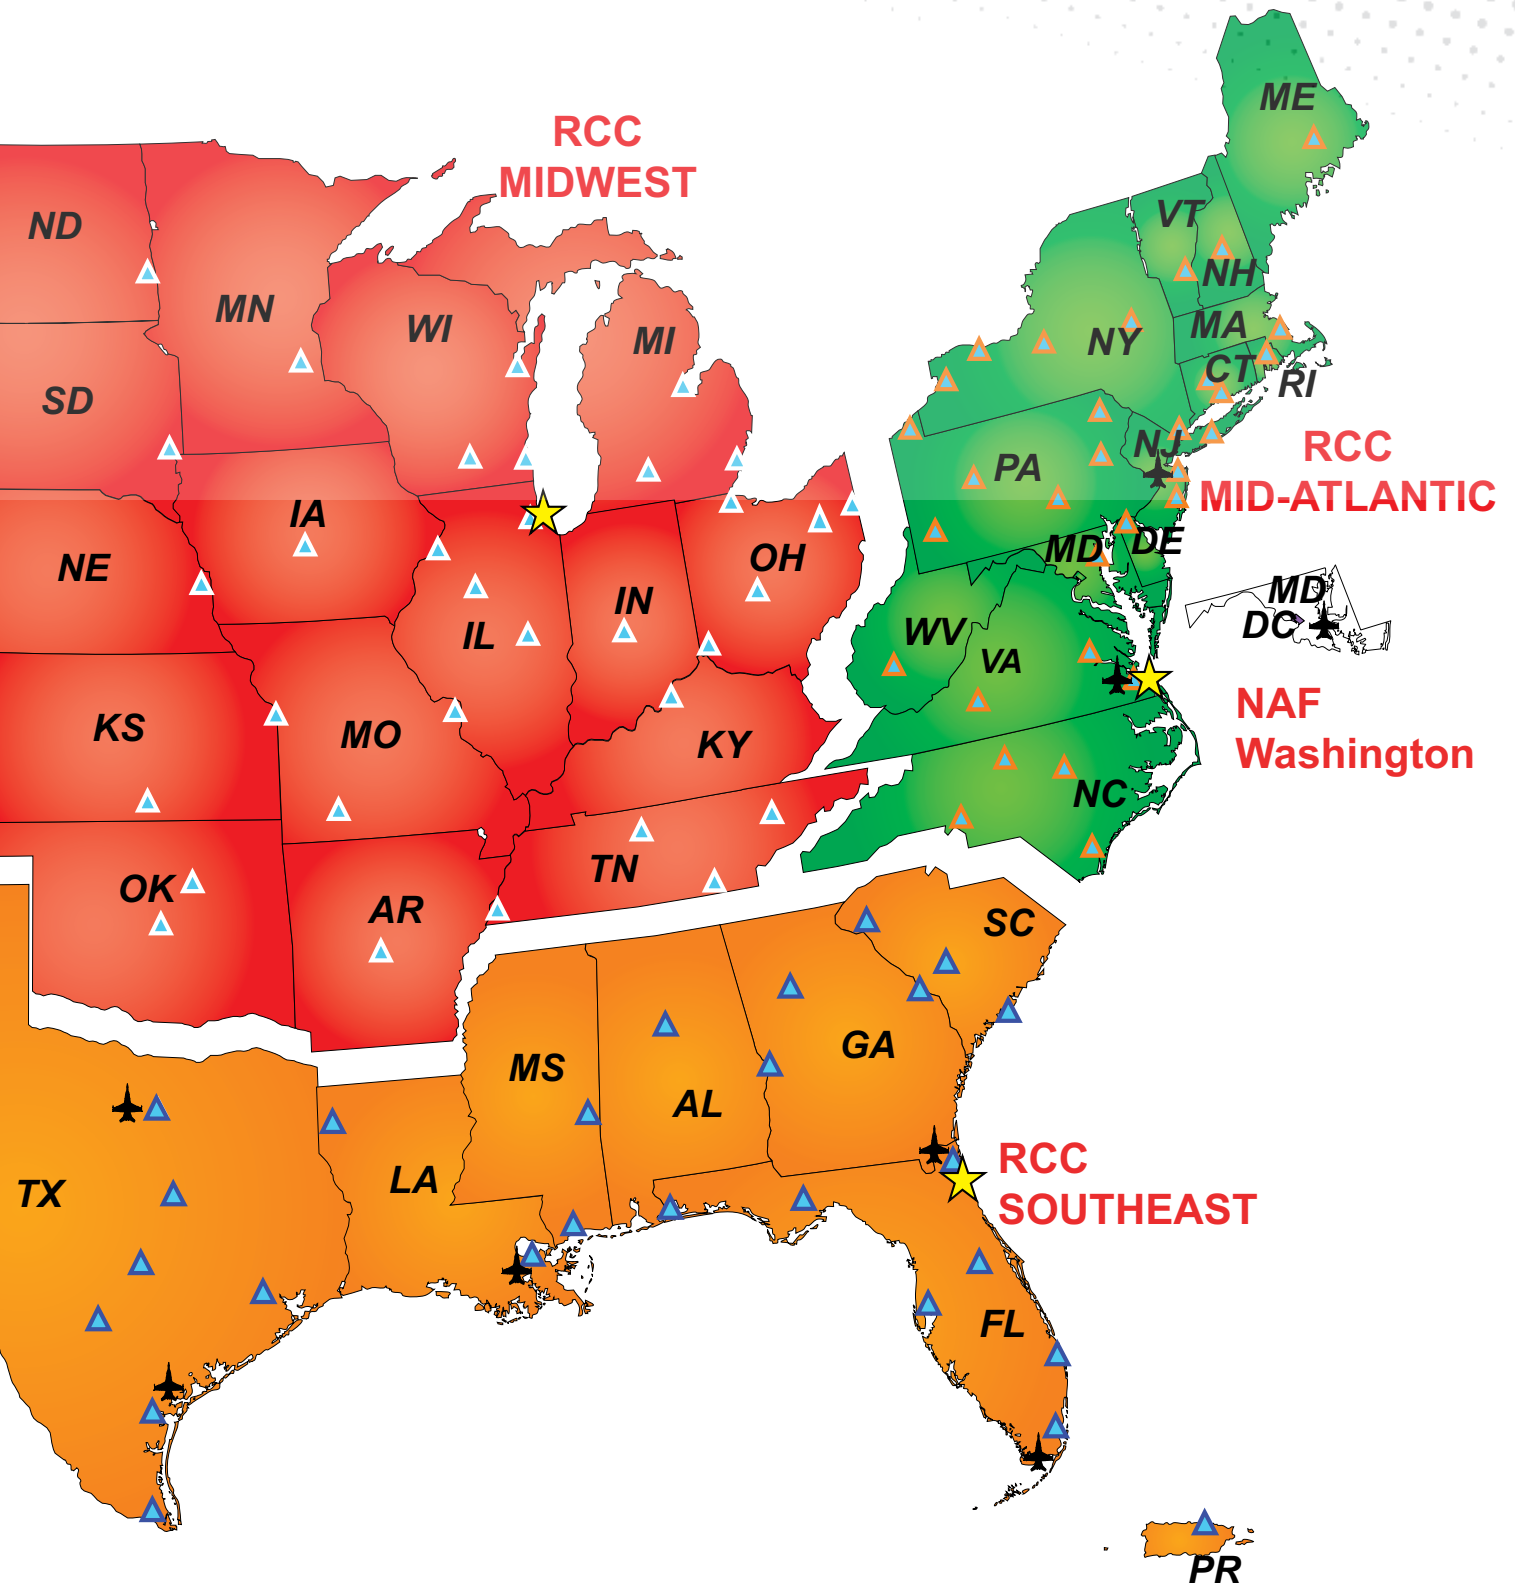 ME
RCC
MIDWEST
ND
VT
NH
MN
WI
MI
NY
MA
SD
CT
RI
RCC
MID-ATLANTIC
NJ
PA
IA
NE
OH
MD
DE
MD
DC
IN
IL
WV
VA
NAF
Washington
KS
MO
KY
NC
TN
OK
AR
SC
GA
MS
AL
RCC
SOUTHEAST
LA
TX
FL
PR